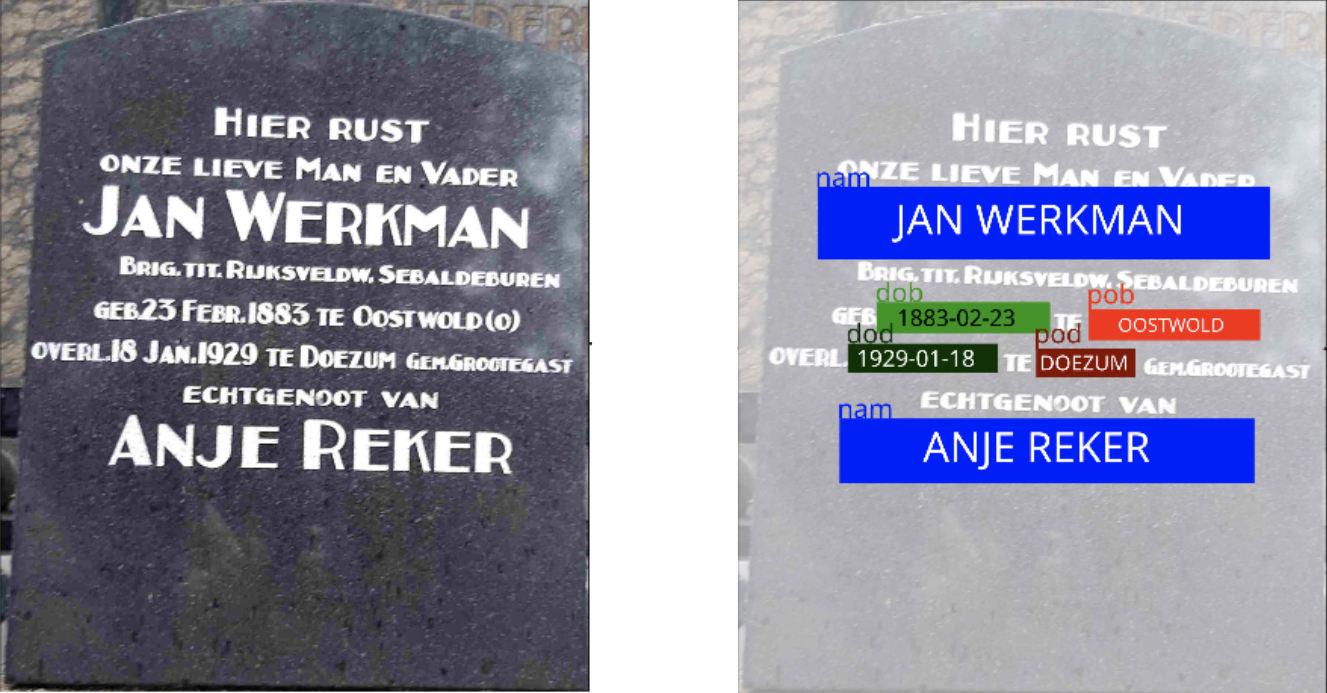 HIER RUST
ONZE LIEVE MAN EN VADER
JAN WERKMAN
BRIG. TIT. RIJKSVELDW. SEBALDEBUREN
GEB. 23 FEBR. 1883 TE OOSTWOLD (O)
OVERL. 18 JAN. 1929 TE DOEZUM GEM. GROOTEGAST
ECHTGENOOT VAN
ANJE REKER
HIER RUST
ONZE LIEVE MAN EN VADER
nam
JAN WERKMAN
BRIG. TIT. RIJKSVELDW. SEBALDEBUREN
dob pob
GEB 1883-02-23 TE OOSTWOLD
dod pod
OVERL. 1929-01-18 TE DOEZUM GEM. GROOTEGAST
ECHTGENOOT VAN
nam
ANJE REKER